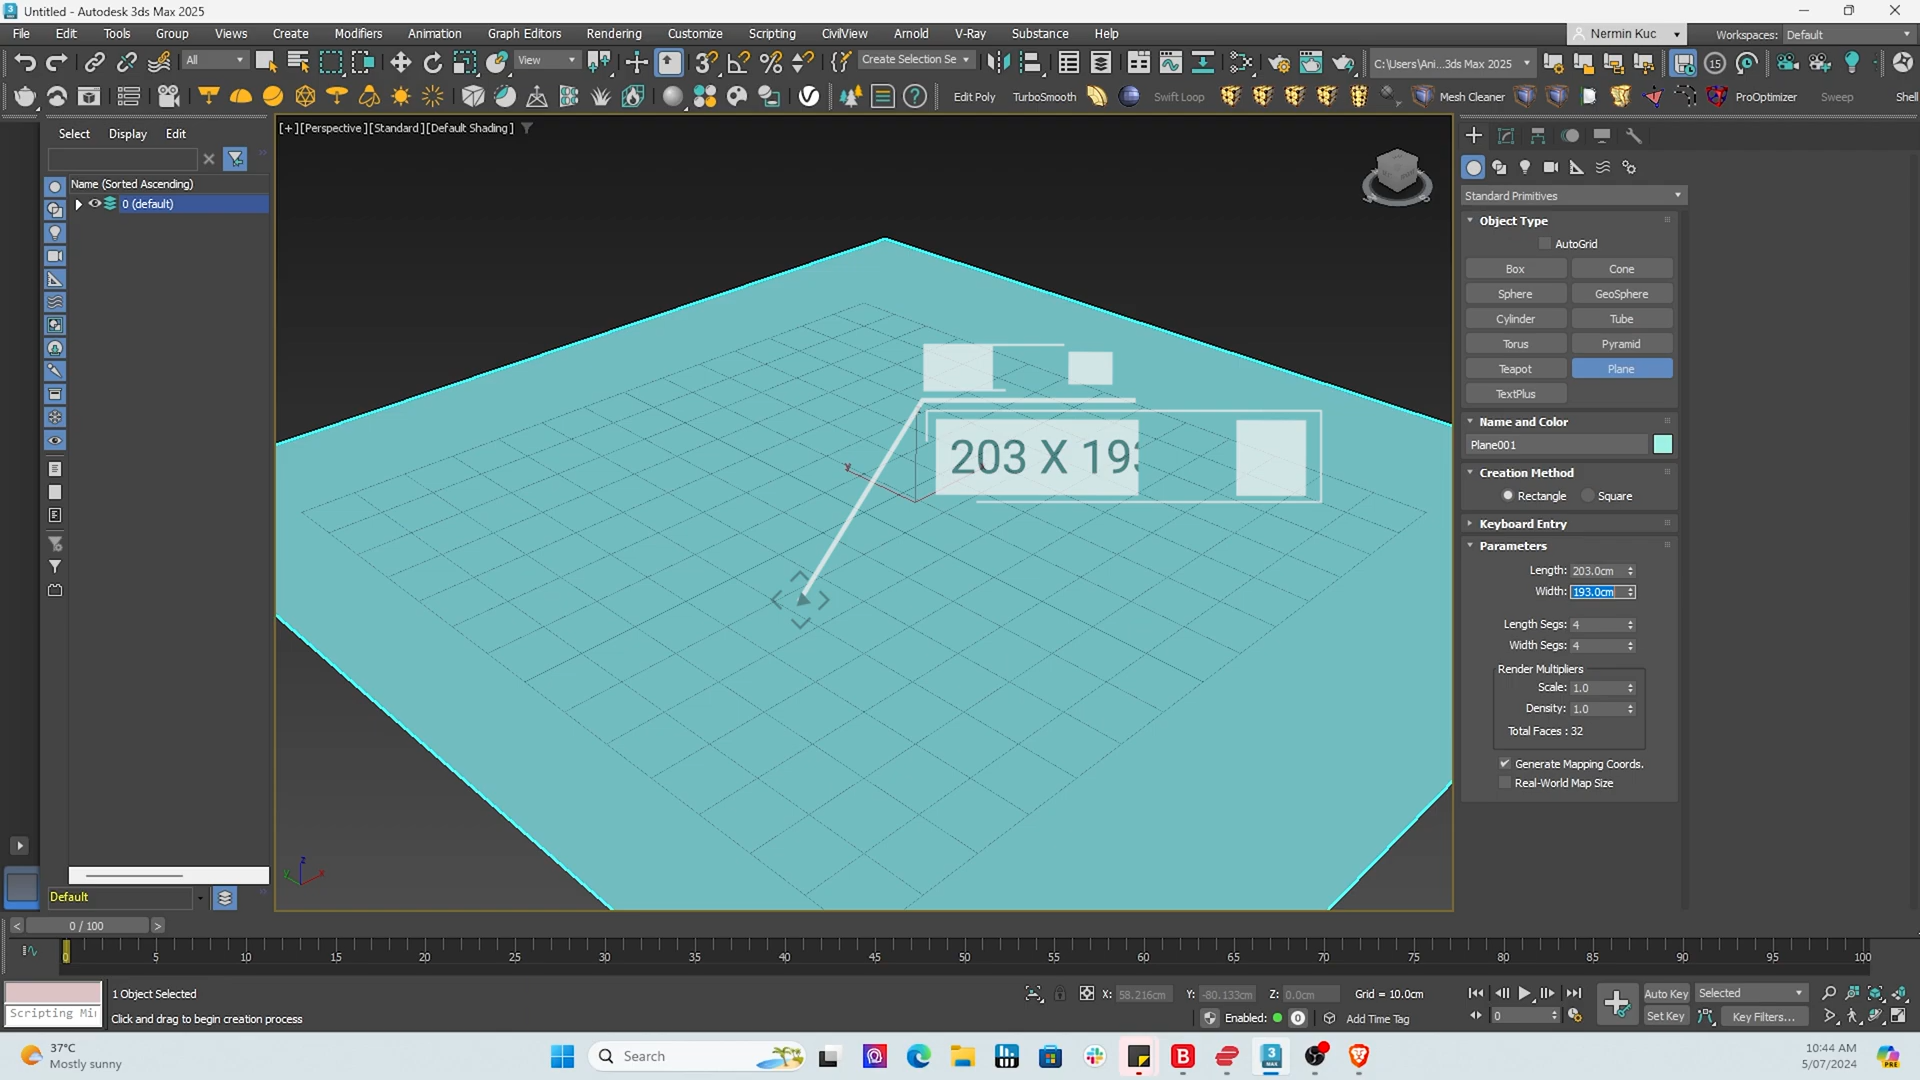 Untitled - Autodesk 3ds Max 2025
File Edit Tools Group Views Create Modifiers Animation Graph Editors Rendering Customize Scripting CivilView Arnold V-Ray Substance Help
Nermin Kuc
Workspaces: Default
All
View
Create Selection Se
C:\Users\Ani...3ds Max 2025
15
Edit Poly TurboSmooth Swift Loop Mesh Cleaner ProOptimizer Sweep Shell
Select Display Edit
Name (Sorted Ascending)
0 (default)
[+][Perspective][Standard][Default Shading]
Standard Primitives
Object Type
AutoGrid
Box Cone
Sphere GeoSphere
Cylinder Tube
Torus Pyramid
Teapot Plane
TextPlus
Name and Color
Plane001
Creation Method
Rectangle Square
Keyboard Entry
Parameters
Length: 203.0cm
Width: 193.0cm
Length Segs: 4
Width Segs: 4
Render Multipliers
Scale: 1.0
Density: 1.0
Total Faces : 32
Generate Mapping Coords.
Real-World Map Size
203 X 193
y
z
x
Default
< 0 / 100 >
0 5 10 15 20 25 30 35 40 45 50 55 60 65 70 75 80 85 90 95 100
1 Object Selected
X: 58.216cm Y: -80.133cm Z: 0.0cm Grid = 10.0cm
Auto Key Selected
Scripting Mi
Click and drag to begin creation process
Enabled: 0 Add Time Tag
0
Set Key Key Filters...
37°C
Mostly sunny
Search
10:44 AM
5/07/2024
PRE